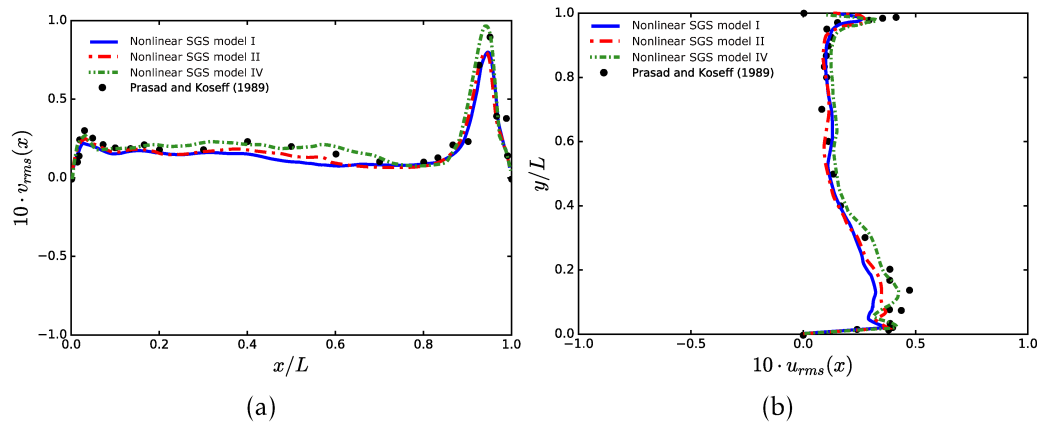 1.0
0.5
0.0
−0.5
−1.0
0.0
0.2
0.4
0.6
0.8
1.0
10 · v_rms(x)
x/L
Nonlinear SGS model I
Nonlinear SGS model II
Nonlinear SGS model IV
Prasad and Koseff (1989)
(a)
1.0
0.8
0.6
0.4
0.2
0.0
−1.0
−0.5
0.0
0.5
1.0
y/L
10 · u_rms(x)
Nonlinear SGS model I
Nonlinear SGS model II
Nonlinear SGS model IV
Prasad and Koseff (1989)
(b)